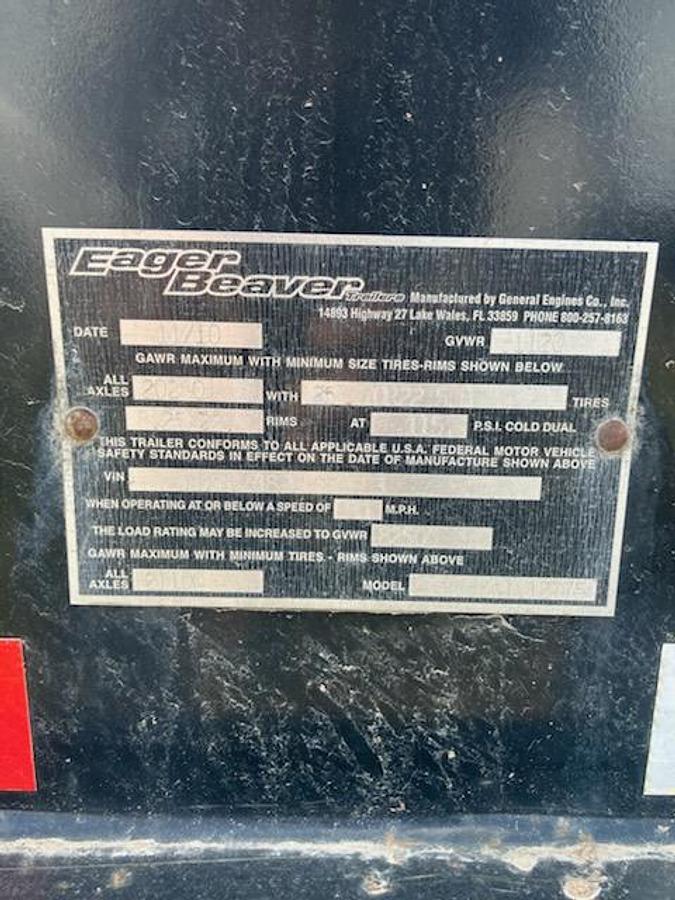 Eager Beaver Trailers Manufactured by General Engines Co., Inc.
14893 Highway 27 Lake Wales, FL 33859 PHONE 800-257-8163
DATE 11/10 GVWR
GAWR MAXIMUM WITH MINIMUM SIZE TIRES-RIMS SHOWN BELOW
ALL AXLES WITH TIRES
RIMS AT P.S.I. COLD DUAL
THIS TRAILER CONFORMS TO ALL APPLICABLE U.S.A. FEDERAL MOTOR VEHICLE
SAFETY STANDARDS IN EFFECT ON THE DATE OF MANUFACTURE SHOWN ABOVE
VIN
WHEN OPERATING AT OR BELOW A SPEED OF M.P.H.
THE LOAD RATING MAY BE INCREASED TO GVWR
GAWR MAXIMUM WITH MINIMUM TIRES - RIMS SHOWN ABOVE
ALL AXLES MODEL